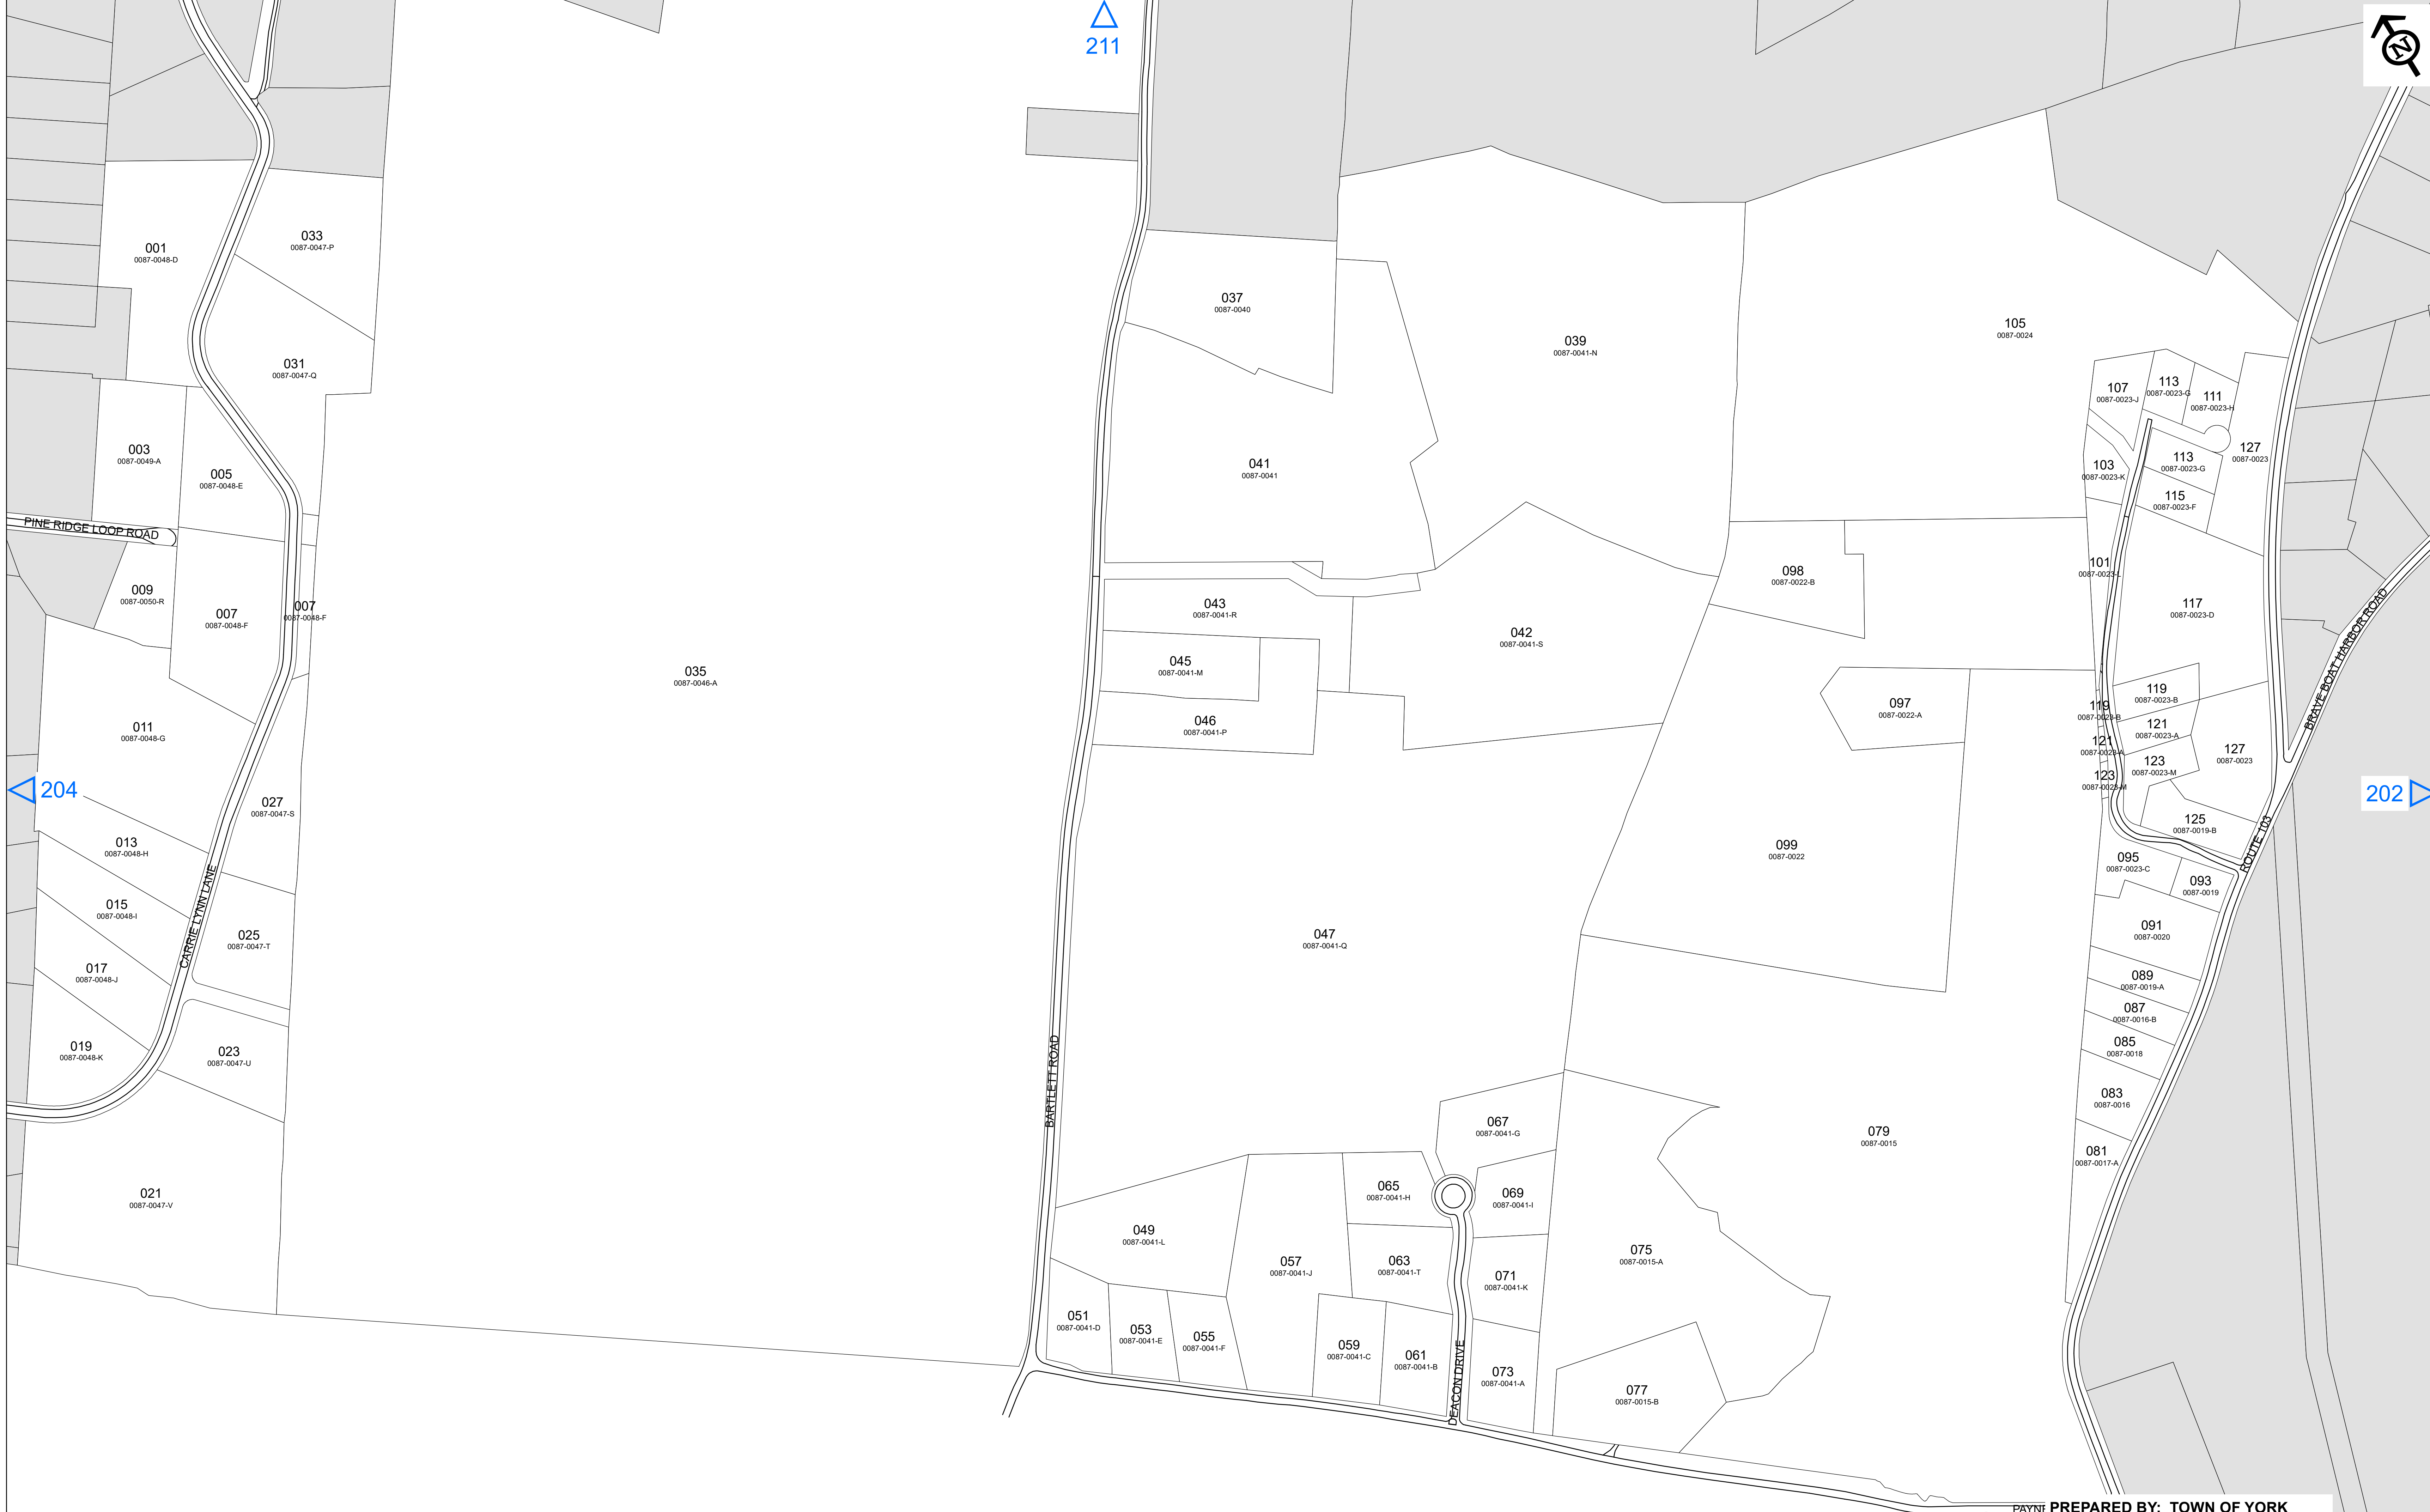 211
N
001
0087-0048-D
033
0087-0047-P
031
0087-0047-Q
003
0087-0049-A
005
0087-0048-E
PINE RIDGE LOOP ROAD
009
0087-0050-R
007
0087-0048-F
007
0087-0048-F
011
0087-0048-G
204
027
0087-0047-S
013
0087-0048-H
015
0087-0048-I
CARRIE LYNN LANE
025
0087-0047-T
017
0087-0048-J
019
0087-0048-K
023
0087-0047-U
021
0087-0047-V
035
0087-0046-A
037
0087-0040
039
0087-0041-N
041
0087-0041
043
0087-0041-R
042
0087-0041-S
045
0087-0041-M
046
0087-0041-P
047
0087-0041-Q
BARTLETT ROAD
049
0087-0041-L
051
0087-0041-D
053
0087-0041-E
055
0087-0041-F
057
0087-0041-J
059
0087-0041-C
061
0087-0041-B
063
0087-0041-T
065
0087-0041-H
067
0087-0041-G
069
0087-0041-I
071
0087-0041-K
073
0087-0041-A
DEACON DRIVE
075
0087-0015-A
077
0087-0015-B
079
0087-0015
105
0087-0024
098
0087-0022-B
097
0087-0022-A
099
0087-0022
107
0087-0023-J
113
0087-0023-G
111
0087-0023-H
127
0087-0023
103
0087-0023-K
113
0087-0023-G
115
0087-0023-F
101
0087-0023-L
117
0087-0023-D
119
0087-0023-B
119
0087-0023-B
121
0087-0023-A
121
0087-0023-A
123
0087-0023-M
123
0087-0023-M
127
0087-0023
125
0087-0019-B
BRAVE BOAT HARBOR ROAD
202
ROUTE 103
095
0087-0023-C
093
0087-0019
091
0087-0020
089
0087-0019-A
087
0087-0016-B
085
0087-0018
083
0087-0016
081
0087-0017-A
PREPARED BY: TOWN OF YORK